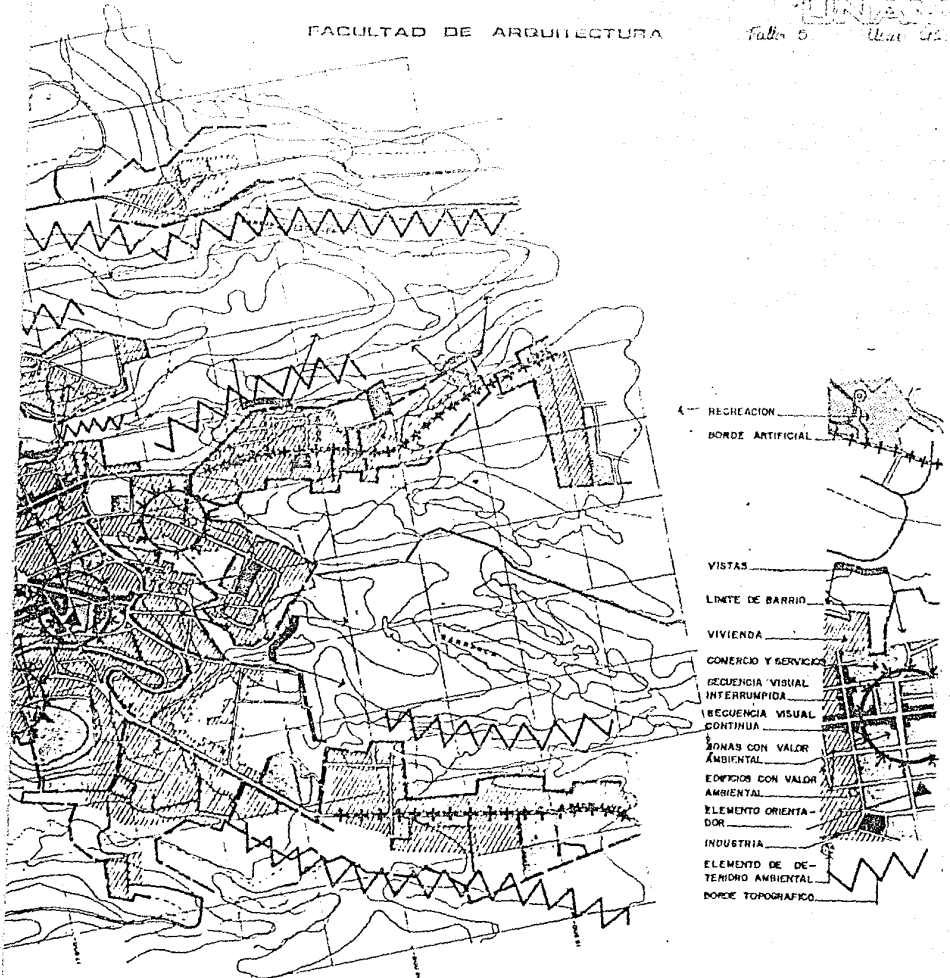 FACULTAD DE ARQUITECTURA
UNAM
Taller 5
RECREACION
BORDE ARTIFICIAL
VISTAS
LIMITE DE BARRIO
VIVIENDA
COMERCIO Y SERVICIOS
SECUENCIA VISUAL
INTERRUMPIDA
SECUENCIA VISUAL
CONTINUA
ZONAS CON VALOR
AMBIENTAL
EDIFICIOS CON VALOR
AMBIENTAL
ELEMENTO ORIENTA-
DOR
INDUSTRIA
ELEMENTO DE DE-
TERIORO AMBIENTAL
BORDE TOPOGRAFICO
BARRANCA